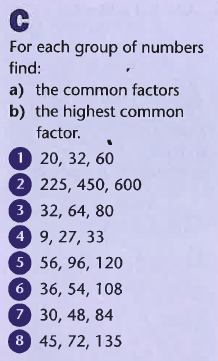 C
For each group of numbers
find:
a) the common factors
b) the highest common
factor.
1 20, 32, 60
2 225, 450, 600
3 32, 64, 80
4 9, 27, 33
5 56, 96, 120
6 36, 54, 108
7 30, 48, 84
8 45, 72, 135